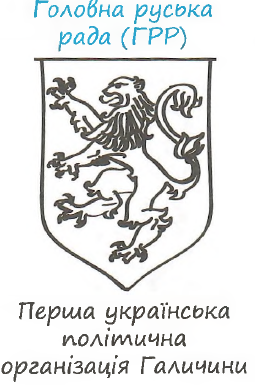 Головна руська
рада (ГРР)
Перша українська
політична
організація Галичини